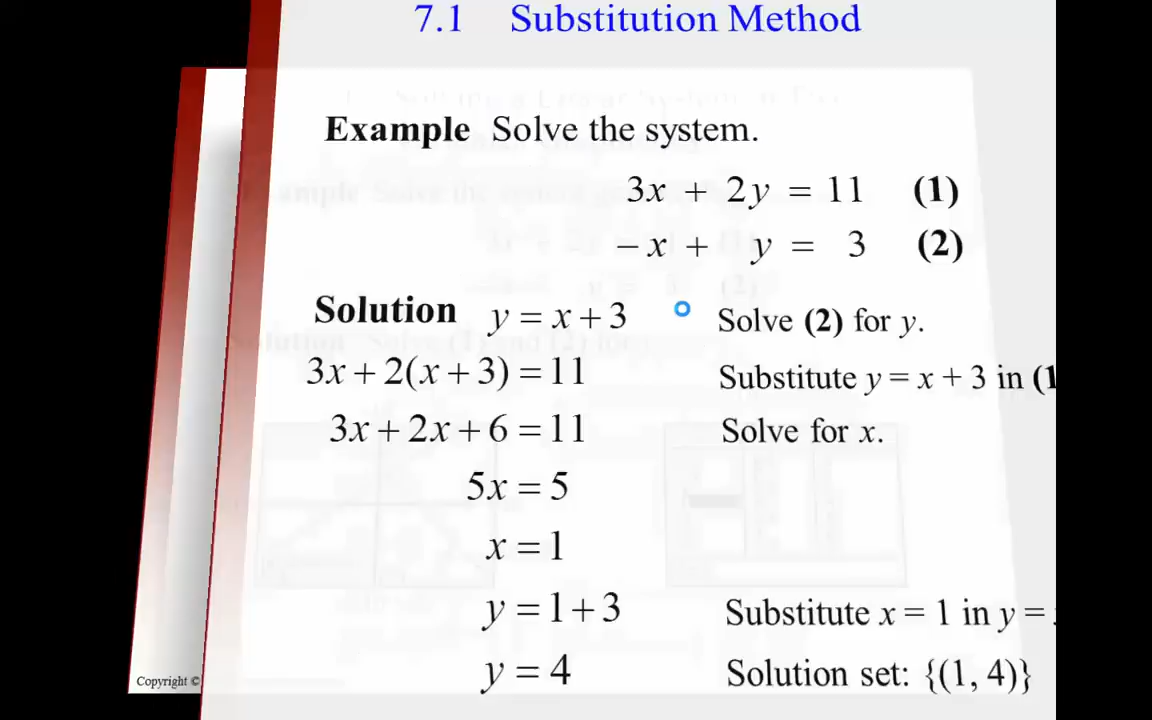 7.1 Substitution Method
Example Solve the system.
3x + 2y = 11 (1)
− x + y = 3 (2)
Solution y = x + 3 Solve (2) for y.
3x + 2(x + 3) = 11 Substitute y = x + 3 in (1
3x + 2x + 6 = 11 Solve for x.
5x = 5
x = 1
y = 1 + 3 Substitute x = 1 in y =
y = 4 Solution set: {(1, 4)}
Copyright ©